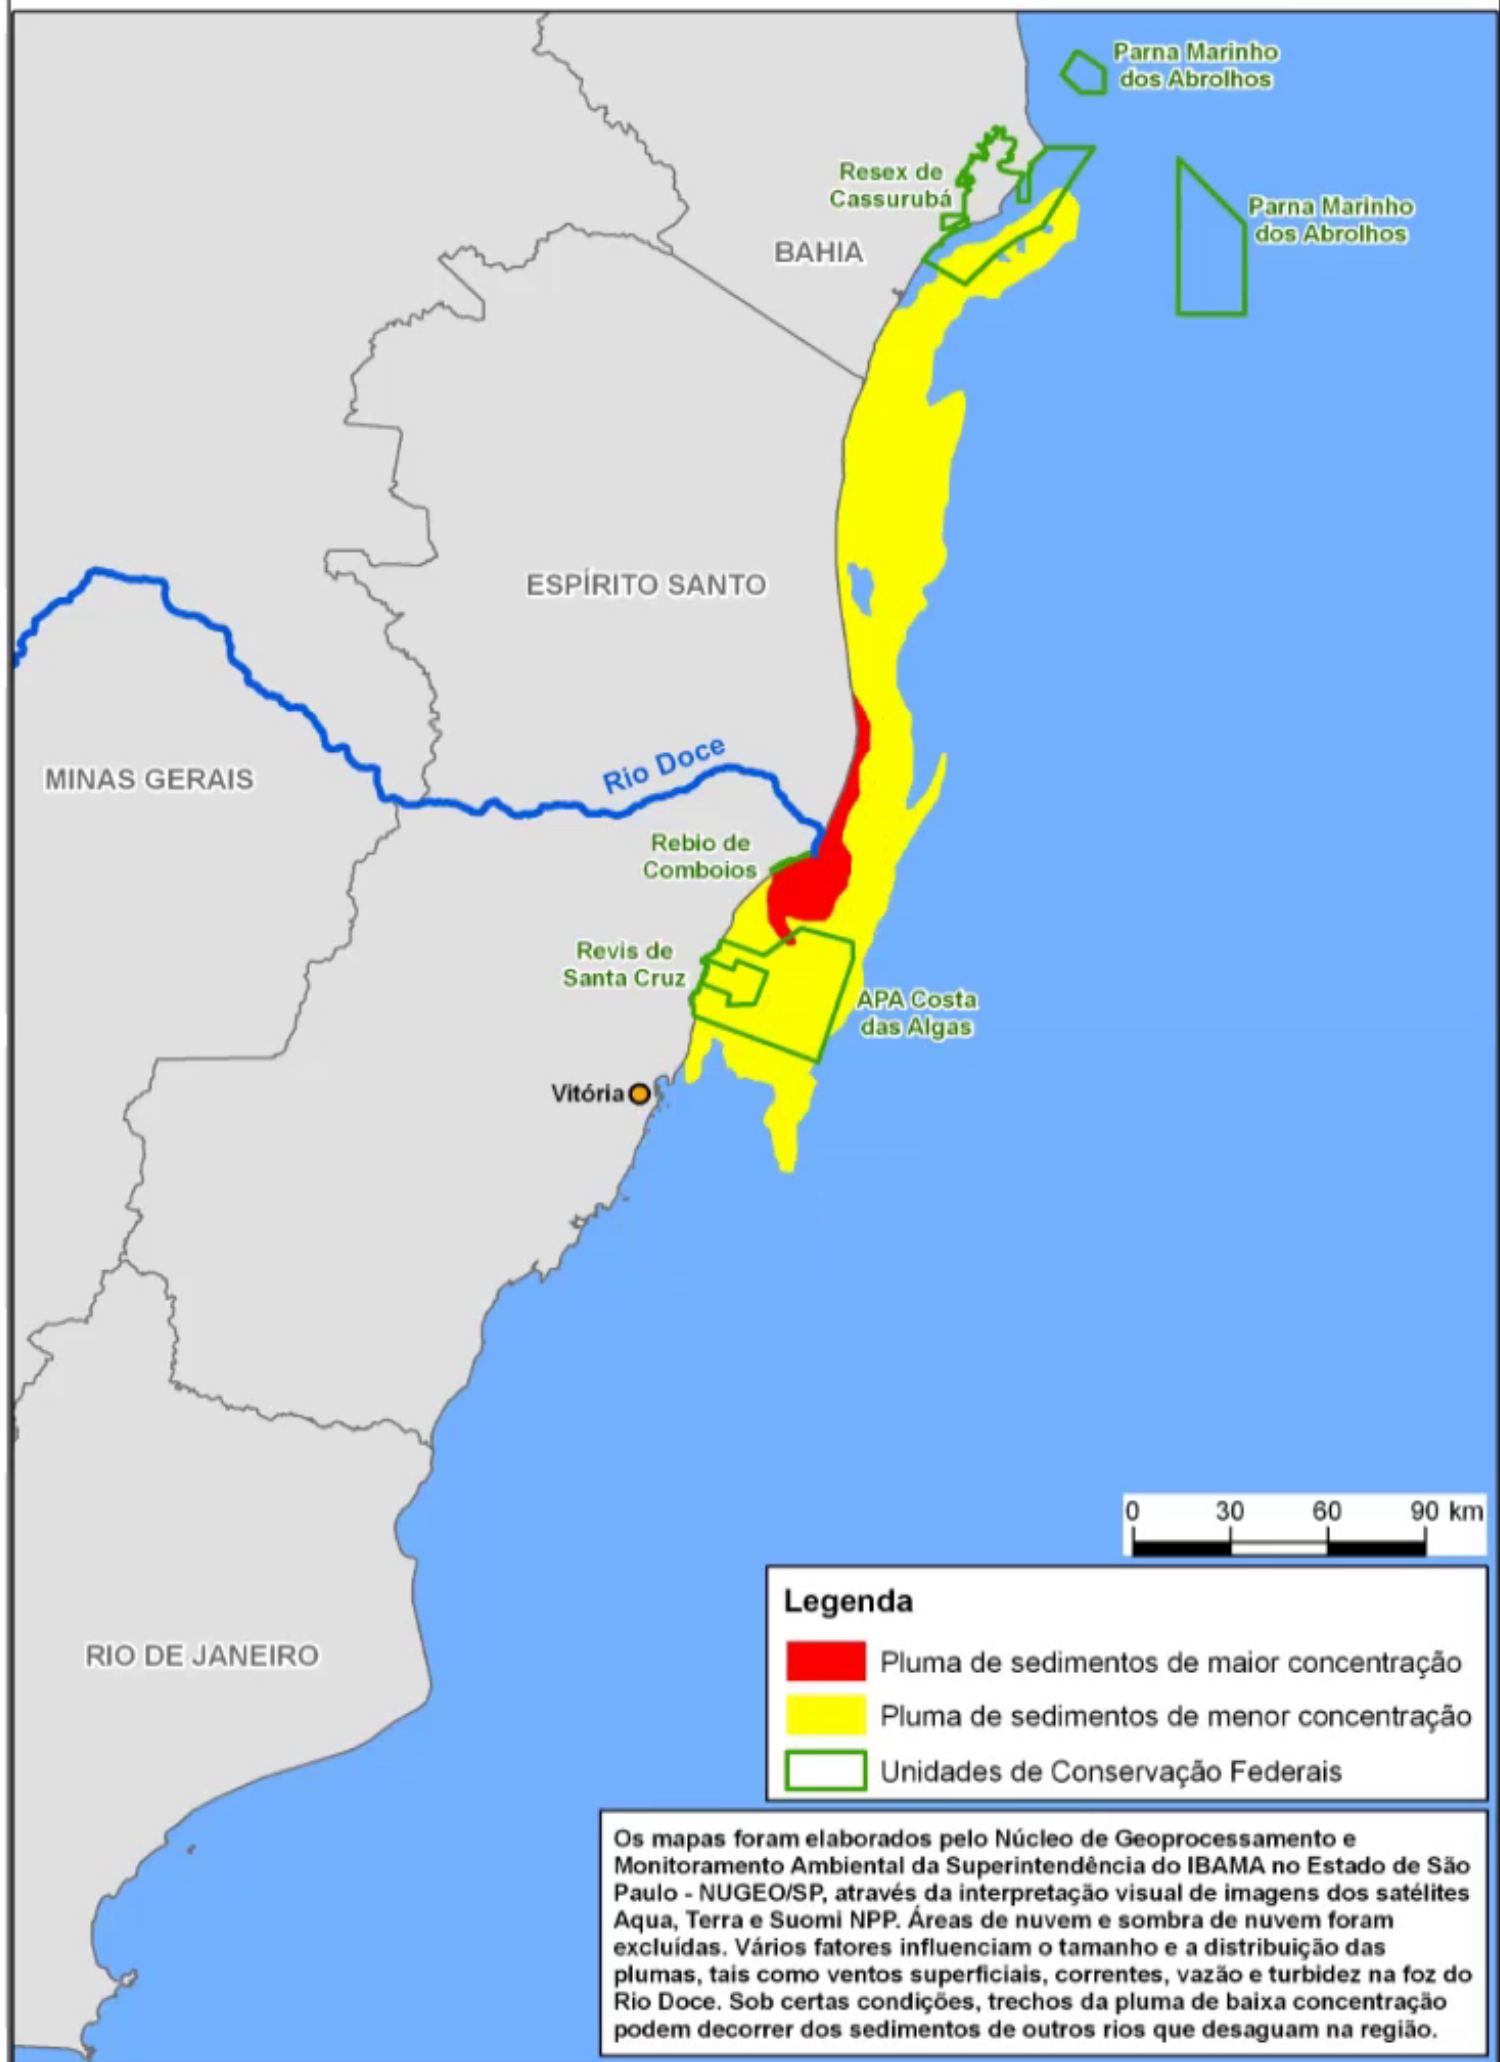 Parna Marinho
dos Abrolhos
Resex de
Cassurubá
Parna Marinho
dos Abrolhos
BAHIA
ESPÍRITO SANTO
MINAS GERAIS
Rio Doce
Rebio de
Comboios
Revis de
Santa Cruz
APA Costa
das Algas
Vitória
RIO DE JANEIRO
0 30 60 90 km
Legenda
Pluma de sedimentos de maior concentração
Pluma de sedimentos de menor concentração
Unidades de Conservação Federais
Os mapas foram elaborados pelo Núcleo de Geoprocessamento e
Monitoramento Ambiental da Superintendência do IBAMA no Estado de São
Paulo - NUGEO/SP, através da interpretação visual de imagens dos satélites
Aqua, Terra e Suomi NPP. Áreas de nuvem e sombra de nuvem foram
excluídas. Vários fatores influenciam o tamanho e a distribuição das
plumas, tais como ventos superficiais, correntes, vazão e turbidez na foz do
Rio Doce. Sob certas condições, trechos da pluma de baixa concentração
podem decorrer dos sedimentos de outros rios que desaguam na região.